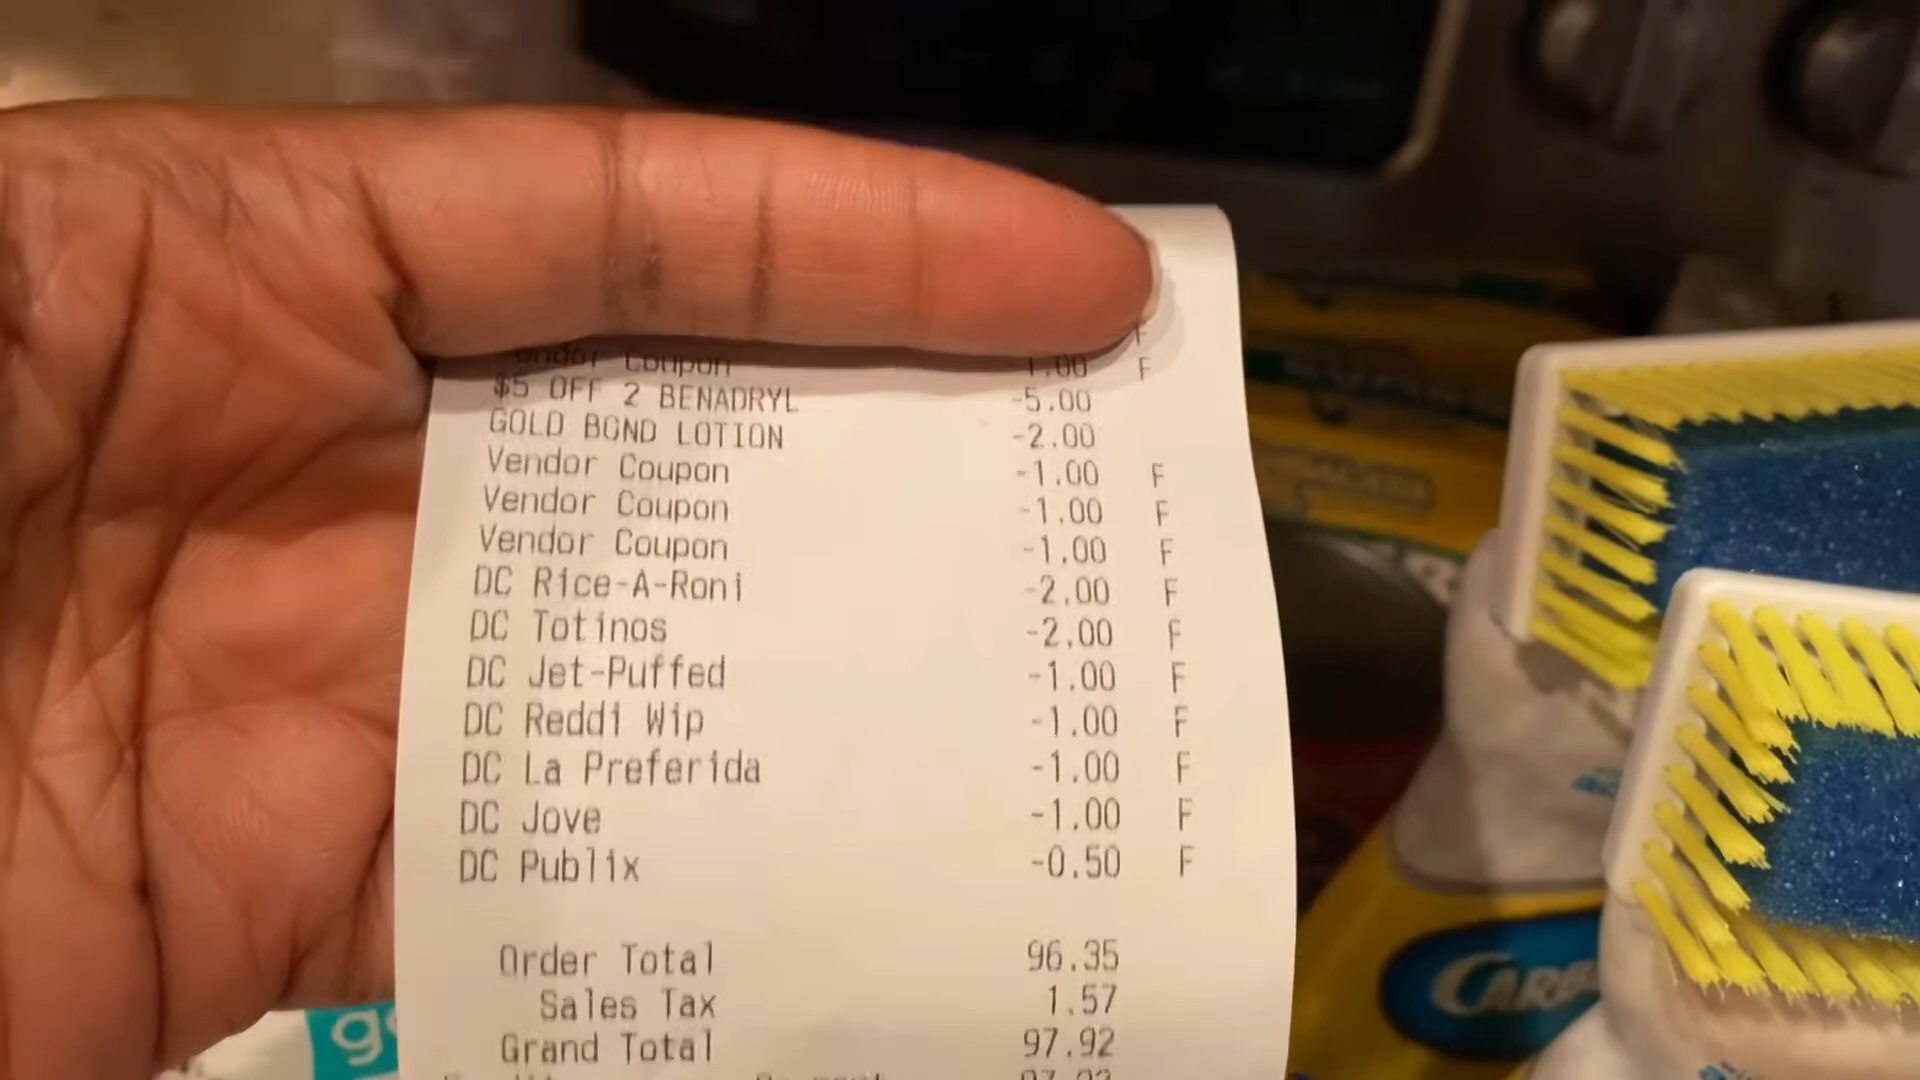 Coupon 1.00 F
$5 OFF 2 BENADRYL -5.00
GOLD BOND LOTION -2.00
Vendor Coupon -1.00 F
Vendor Coupon -1.00 F
Vendor Coupon -1.00 F
DC Rice-A-Roni -2.00 F
DC Totinos -2.00 F
DC Jet-Puffed -1.00 F
DC Reddi Wip -1.00 F
DC La Preferida -1.00 F
DC Jove -1.00 F
DC Publix -0.50 F
Order Total 96.35
Sales Tax 1.57
Grand Total 97.92